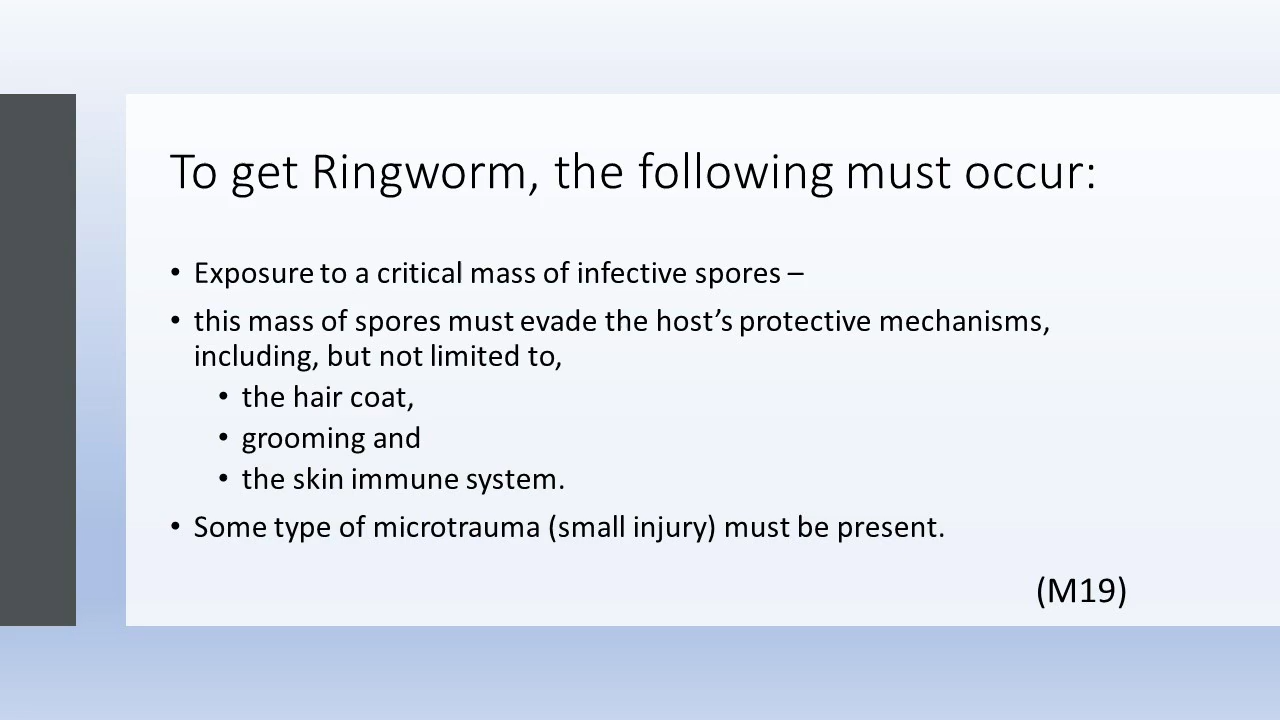 To get Ringworm, the following must occur:
• Exposure to a critical mass of infective spores –
• this mass of spores must evade the host’s protective mechanisms,
including, but not limited to,
• the hair coat,
• grooming and
• the skin immune system.
• Some type of microtrauma (small injury) must be present.
(M19)